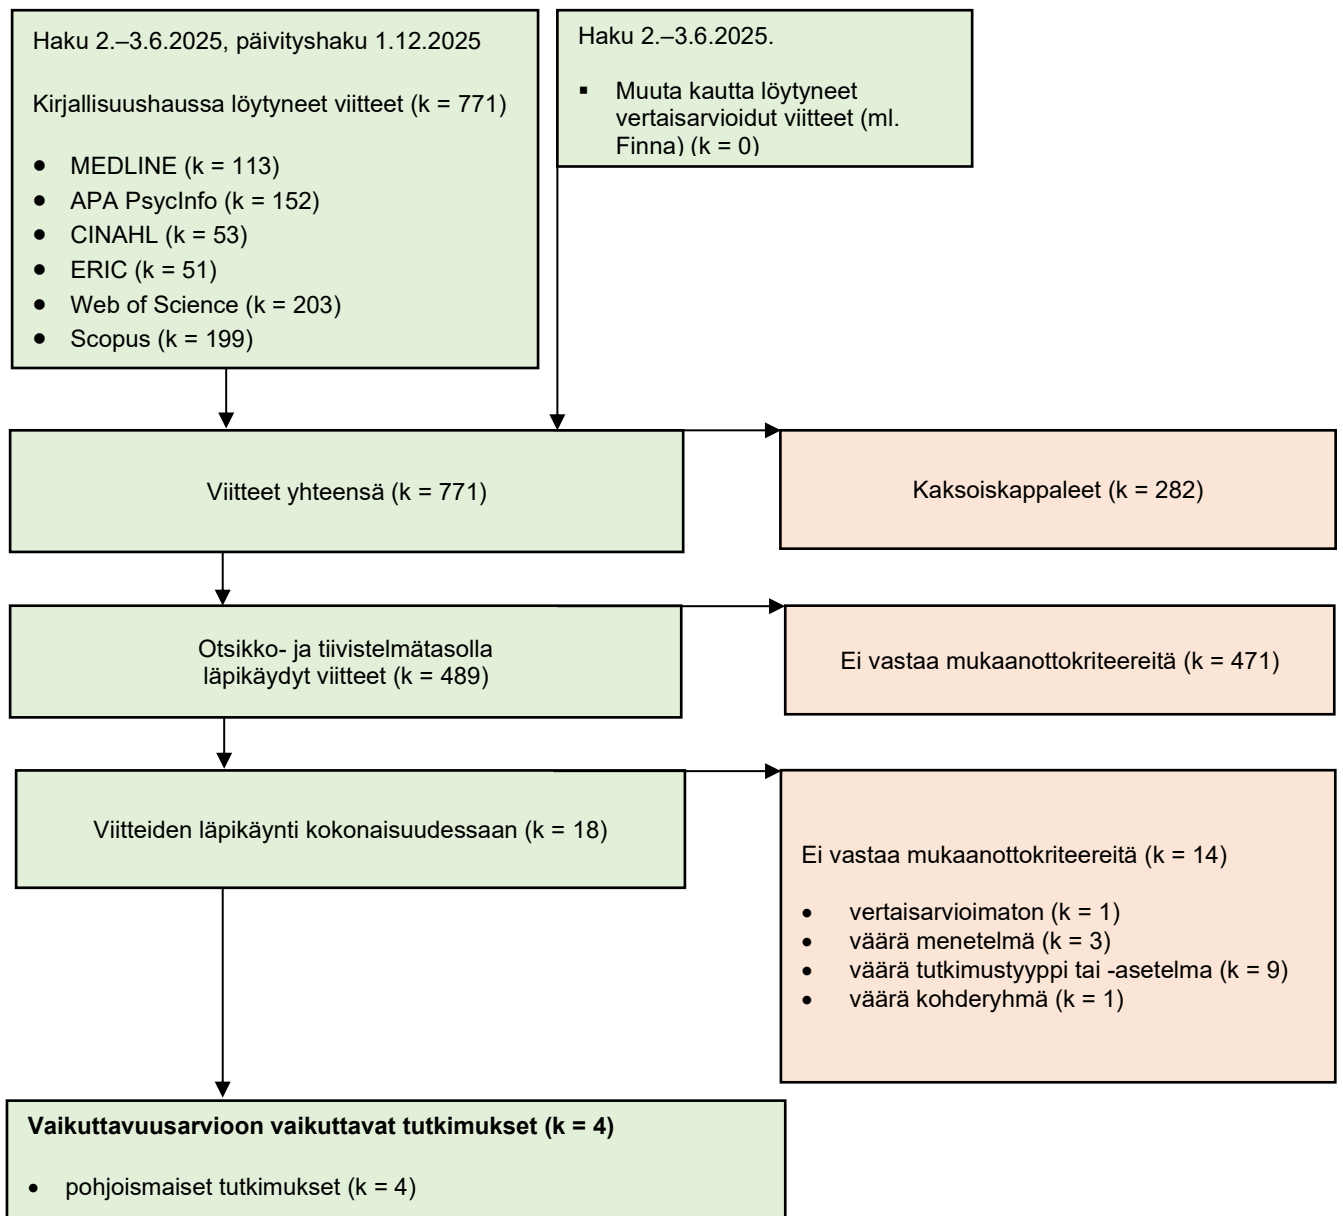 Haku 2.–3.6.2025, päivityshaku 1.12.2025
Kirjallisuushaussa löytyneet viitteet (k = 771)
• MEDLINE (k = 113)
• APA PsycInfo (k = 152)
• CINAHL (k = 53)
• ERIC (k = 51)
• Web of Science (k = 203)
• Scopus (k = 199)
Haku 2.–3.6.2025.
▪ Muuta kautta löytyneet
vertaisarvioidut viitteet (ml.
Finna) (k = 0)
Viitteet yhteensä (k = 771)
Kaksoiskappaleet (k = 282)
Otsikko- ja tiivistelmätasolla
läpikäydyt viitteet (k = 489)
Ei vastaa mukaanottokriteereitä (k = 471)
Viitteiden läpikäynti kokonaisuudessaan (k = 18)
Ei vastaa mukaanottokriteereitä (k = 14)
• vertaisarvioimaton (k = 1)
• väärä menetelmä (k = 3)
• väärä tutkimustyyppi tai -asetelma (k = 9)
• väärä kohderyhmä (k = 1)
Vaikuttavuusarvioon vaikuttavat tutkimukset (k = 4)
• pohjoismaiset tutkimukset (k = 4)